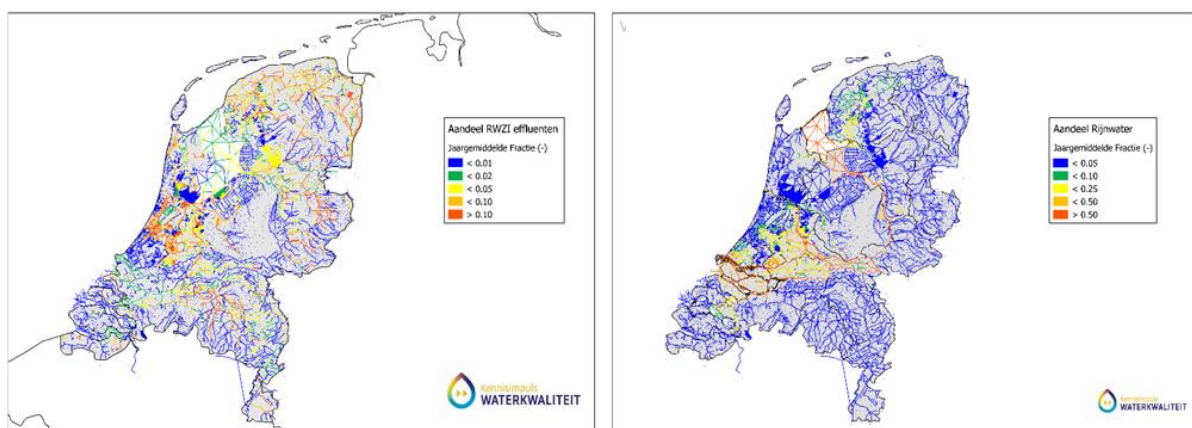 Aandeel RWZI effluenten
Jaargemiddelde Fractie (-)
< 0.01
< 0.02
< 0.05
< 0.10
> 0.10
Kennisimpuls
WATERKWALITEIT
Aandeel Rijnwater
Jaargemiddelde Fractie (-)
< 0.05
< 0.10
< 0.25
< 0.50
> 0.50
Kennisimpuls
WATERKWALITEIT